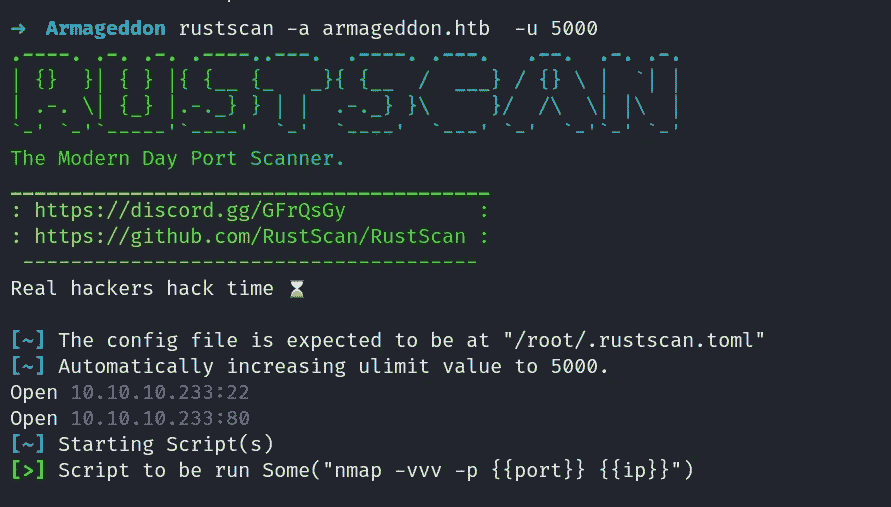 → Armageddon rustscan -a armageddon.htb  -u 5000
.----. .-. .-. .----..---.  .----. .---.   .--.  .-. .-.
| {}  }| { } |{ {__ {_   _}{ {__  /  ___} / {} \ |  `| |
| .-. \| {_} |.-._} } | |  .-._} }\     }/  /\  \| |\  |
`-' `-'`-----'`----'  `-'  `----'  `---' `-'  `-'`-' `-'
The Modern Day Port Scanner.
________________________________________
: https://discord.gg/GFrQsGy           :
: https://github.com/RustScan/RustScan :
 --------------------------------------
Real hackers hack time ⌛
[~] The config file is expected to be at "/root/.rustscan.toml"
[~] Automatically increasing ulimit value to 5000.
Open 10.10.10.233:22
Open 10.10.10.233:80
[~] Starting Script(s)
[>] Script to be run Some("nmap -vvv -p {{port}} {{ip}}")